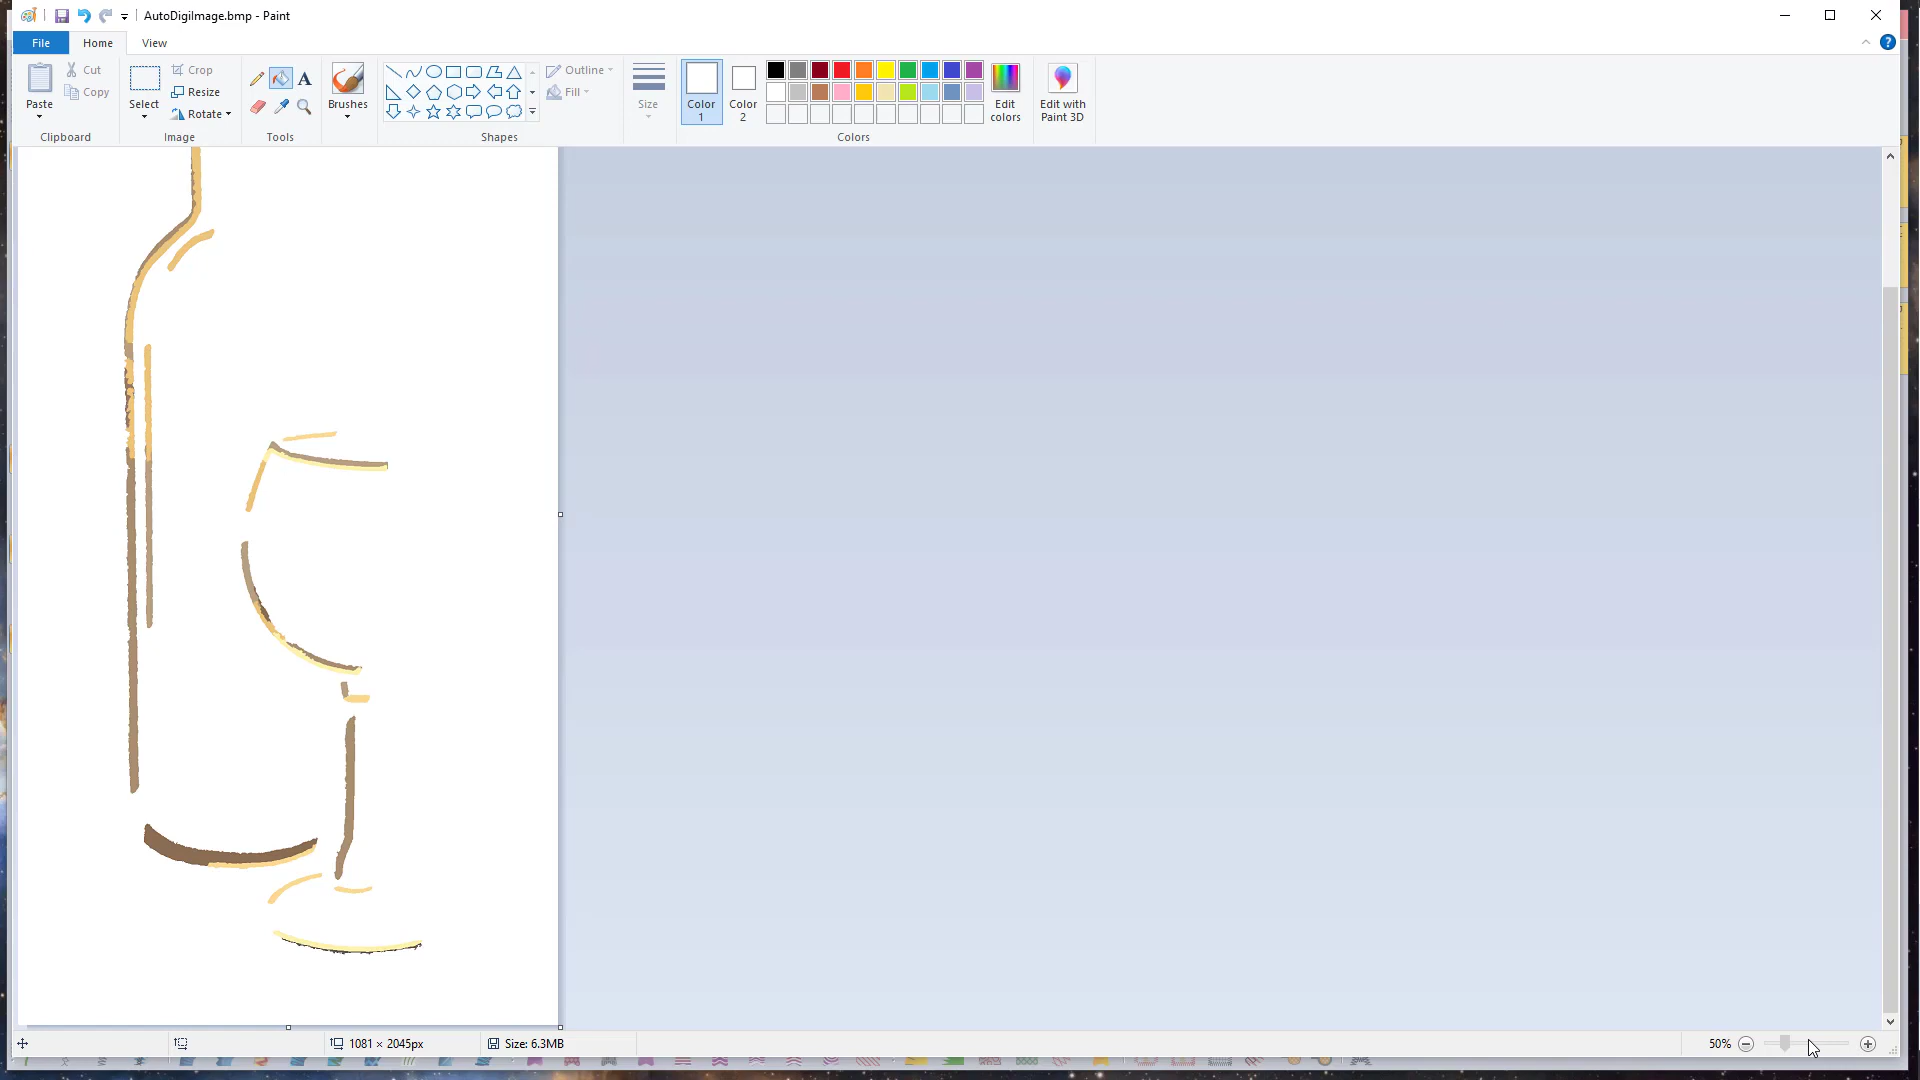 AutoDigiImage.bmp - Paint
File Home View
Paste
Cut
Copy
Clipboard
Select
Crop
Resize
Rotate
Image
A
Tools
Brushes
Outline
Fill
Shapes
Size
Color 1
Color 2
Edit colors
Colors
Edit with Paint 3D
1081 × 2045px
Size: 6.3MB
50%